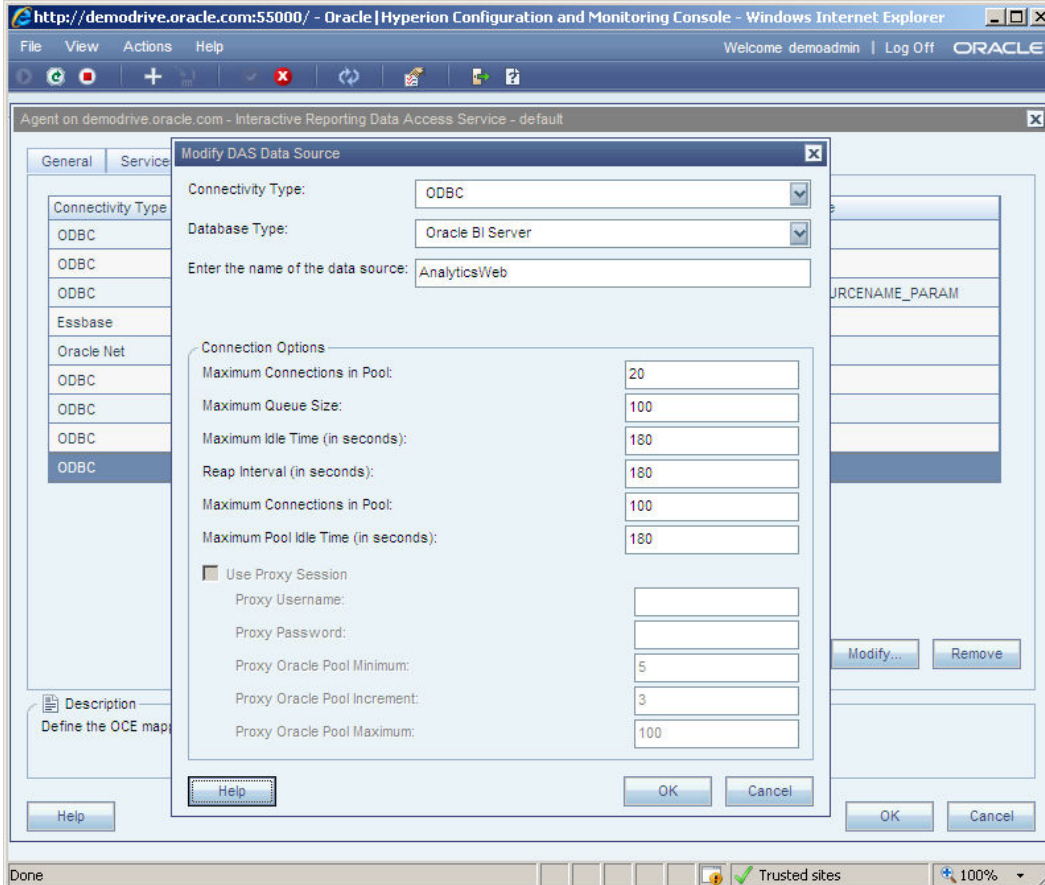 http://demodrive.oracle.com:55000/ - Oracle|Hyperion Configuration and Monitoring Console - Windows Internet Explorer
File View Actions Help Welcome demoadmin | Log Off ORACLE
Agent on demodrive.oracle.com - Interactive Reporting Data Access Service - default
General Service
Modify DAS Data Source
Connectivity Type
ODBC
ODBC
ODBC URCENAME_PARAM
Essbase
Oracle Net
ODBC
ODBC
ODBC
ODBC
Connectivity Type: ODBC
Database Type: Oracle BI Server
Enter the name of the data source: AnalyticsWeb
Connection Options
Maximum Connections in Pool: 20
Maximum Queue Size: 100
Maximum Idle Time (in seconds): 180
Reap Interval (in seconds): 180
Maximum Connections in Pool: 100
Maximum Pool Idle Time (in seconds): 180
Use Proxy Session
Proxy Username:
Proxy Password:
Proxy Oracle Pool Minimum: 5
Proxy Oracle Pool Increment: 3
Proxy Oracle Pool Maximum: 100
Modify... Remove
Description
Define the OCE
Help OK Cancel
Help OK Cancel
Done Trusted sites 100%